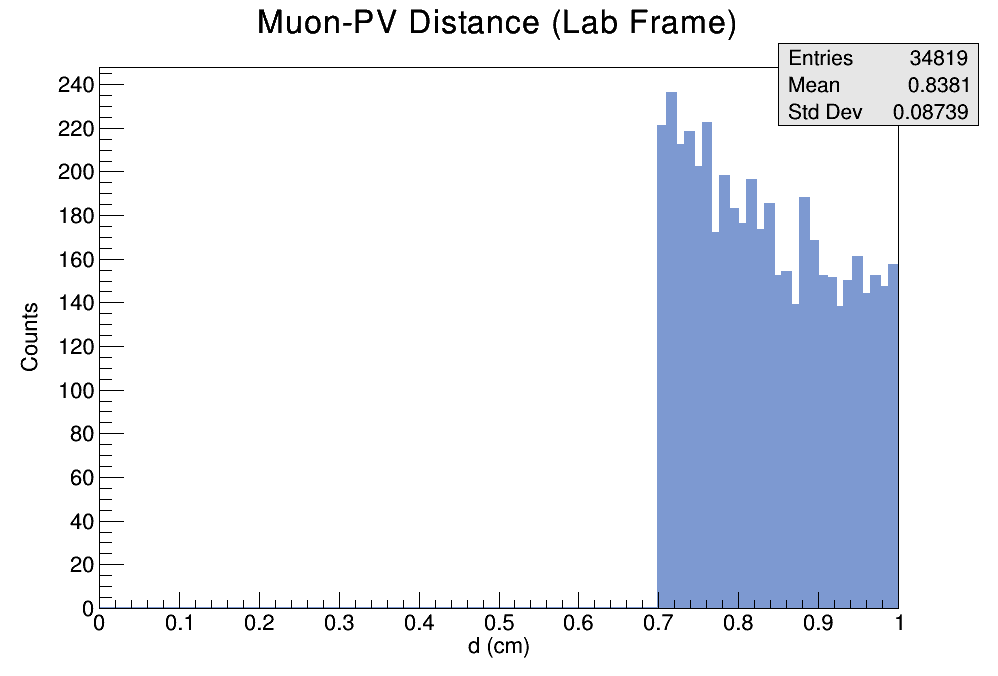 Muon-PV Distance (Lab Frame)
Entries 34819
Mean 0.8381
Std Dev 0.08739
240
220
200
180
160
140
120
100
80
60
40
20
0
Counts
0 0.1 0.2 0.3 0.4 0.5 0.6 0.7 0.8 0.9 1
d (cm)